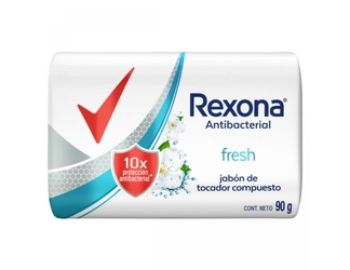 Rexona
Antibacterial
fresh
10x
protección
antibacterial*
jabón de
tocador compuesto
CONT. NETO 90 g